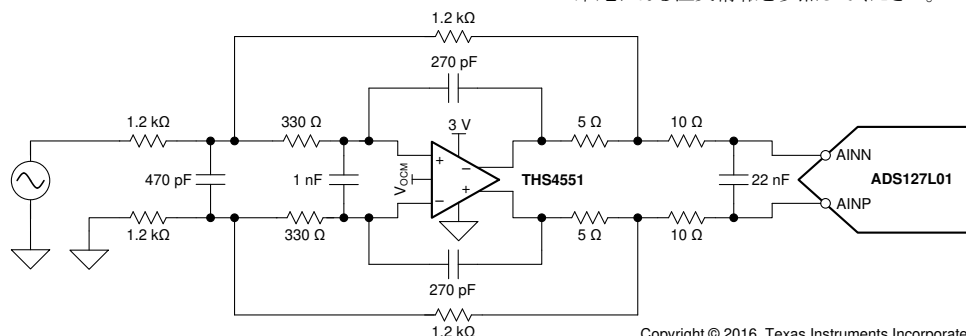 1.2 kΩ
270 pF
1.2 kΩ
330 Ω
5 Ω
10 Ω
3 V
470 pF
1 nF
VOCM
THS4551
22 nF
AINN
ADS127L01
AINP
1.2 kΩ
330 Ω
5 Ω
10 Ω
270 pF
1.2 kΩ
Copyright © 2016, Texas Instruments Incorporate